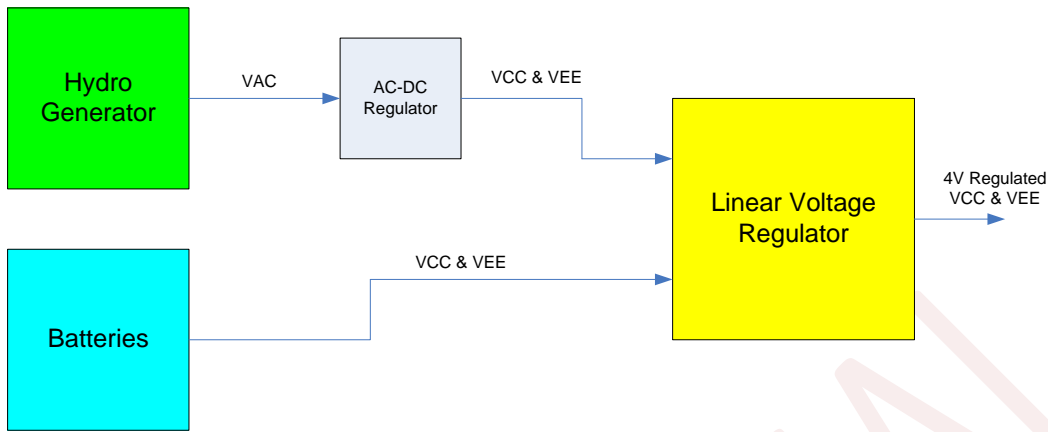 Hydro
Generator
VAC
AC-DC
Regulator
VCC & VEE
Linear Voltage
Regulator
4V Regulated
VCC & VEE
VCC & VEE
Batteries